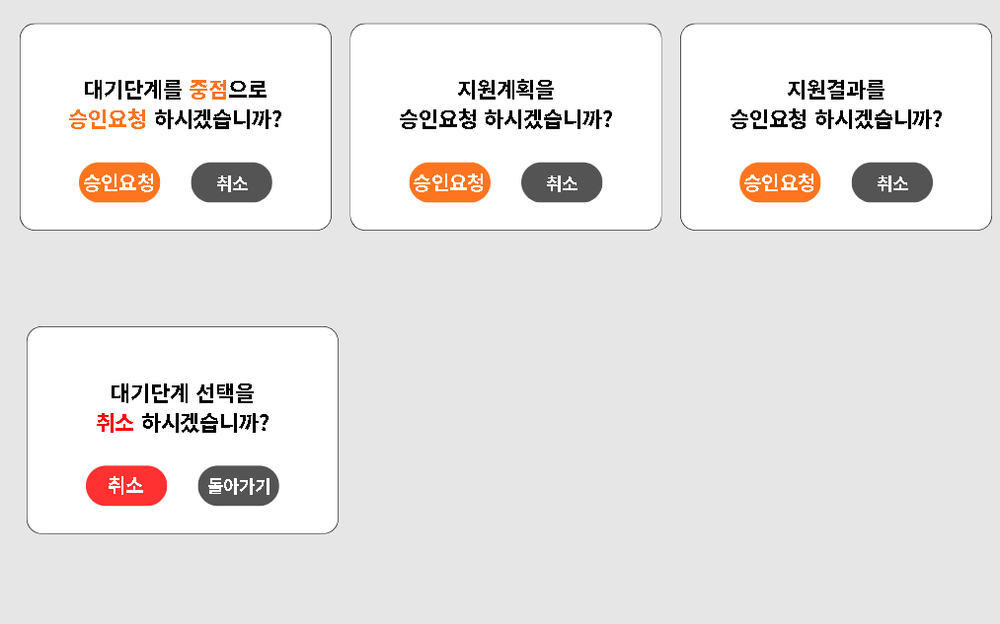 대기단계를 중점으로
승인요청 하시겠습니까?
승인요청 취소
지원계획을
승인요청 하시겠습니까?
승인요청 취소
지원결과를
승인요청 하시겠습니까?
승인요청 취소
대기단계 선택을
취소 하시겠습니까?
취소 돌아가기